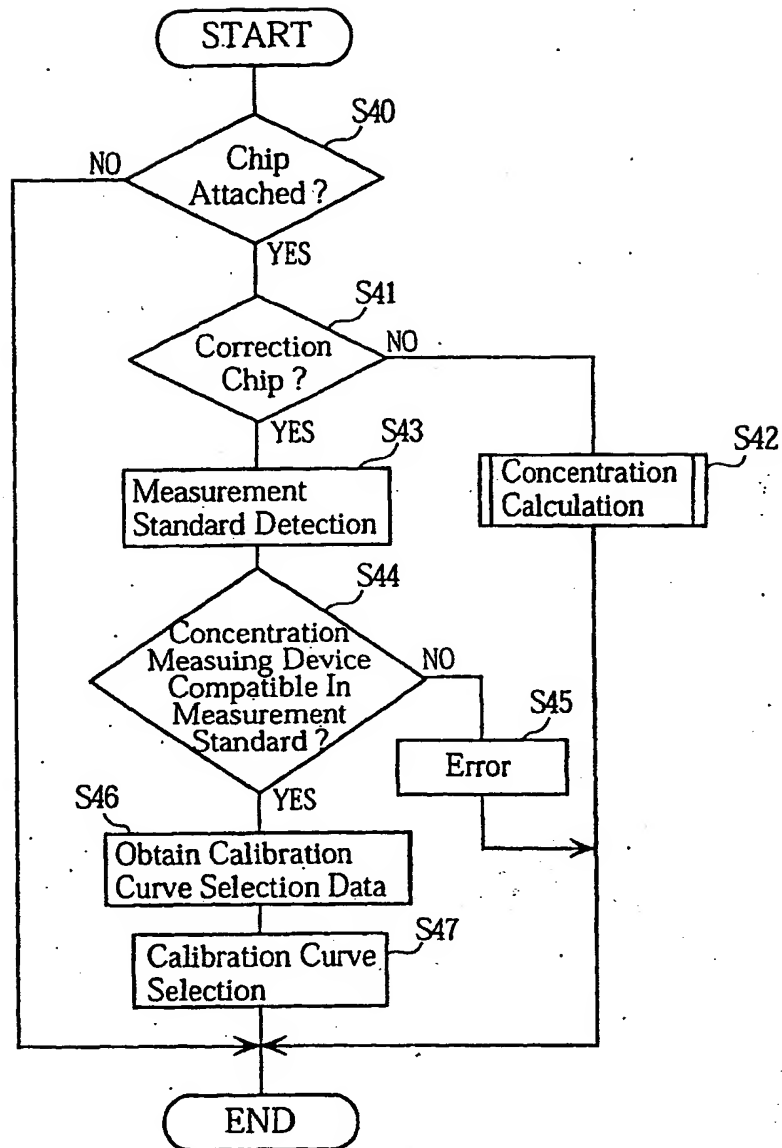 START
S40
NO
Chip
Attached ?
YES
S41
Correction
Chip ?
NO
YES
S43
Measurement
Standard Detection
S42
Concentration
Calculation
S44
Concentration
Measuing Device
Compatible In
Measurement
Standard ?
NO
S45
Error
YES
S46
Obtain Calibration
Curve Selection Data
S47
Calibration Curve
Selection
END